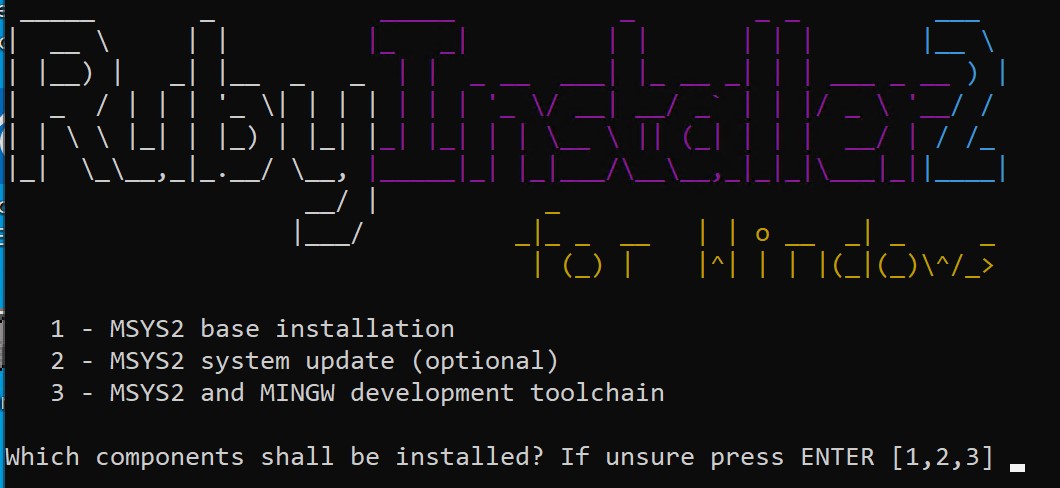 RubyInstaller2
for Windows
1 - MSYS2 base installation
2 - MSYS2 system update (optional)
3 - MSYS2 and MINGW development toolchain
Which components shall be installed? If unsure press ENTER [1,2,3]